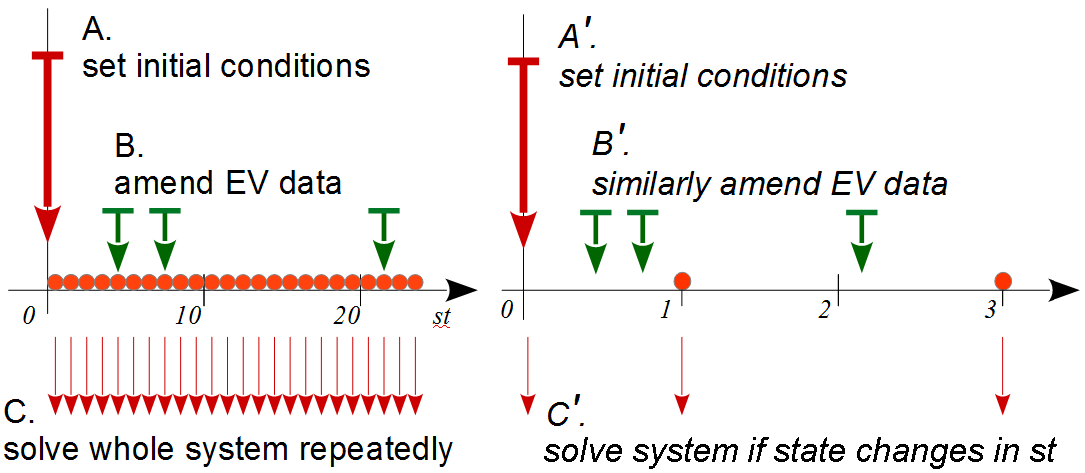 A.
set initial conditions
B.
amend EV data
0
10
20
st
C.
solve whole system repeatedly
A'.
set initial conditions
B'.
similarly amend EV data
0
1
2
3
C'.
solve system if state changes in st